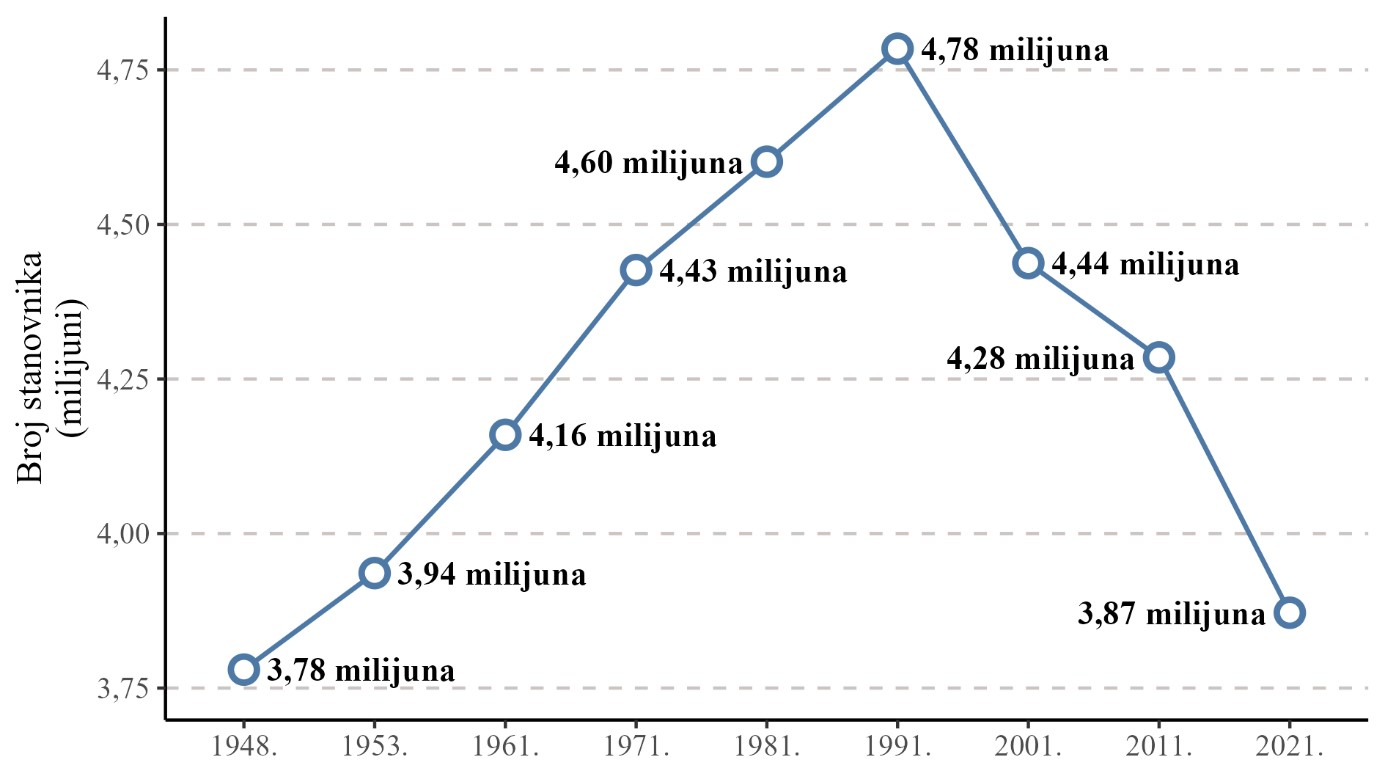 4,78 milijuna
4,75
4,60 milijuna
4,50
4,43 milijuna
4,44 milijuna
4,28 milijuna
4,25
4,16 milijuna
Broj stanovnika
(milijuni)
4,00
3,94 milijuna
3,87 milijuna
3,78 milijuna
3,75
1948. 1953. 1961. 1971. 1981. 1991. 2001. 2011. 2021.